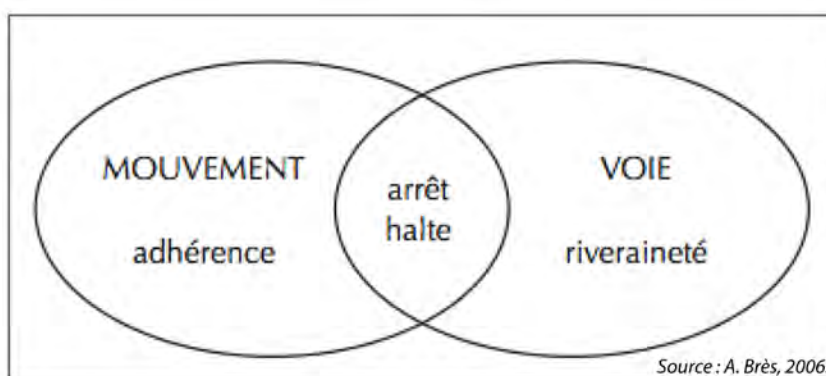 MOUVEMENT
adhérence
arrêt
halte
VOIE
riveraineté
Source : A. Brès, 2006